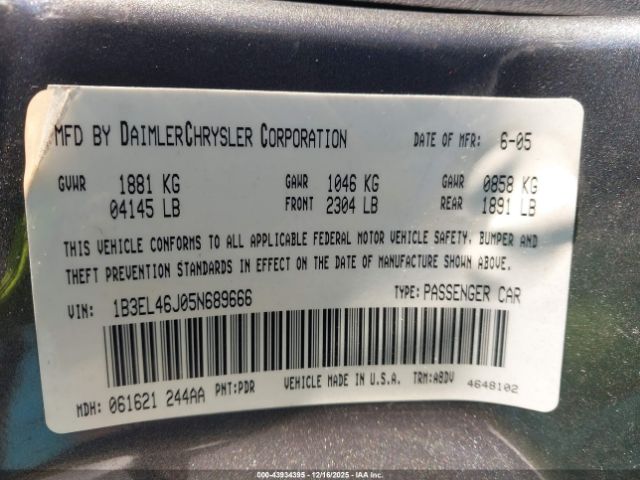 MFD BY DAIMLERCHRYSLER CORPORATION DATE OF MFR: 6-05
GVWR 1881 KG GAWR 1046 KG GAWR 0858 KG
04145 LB FRONT 2304 LB REAR 1891 LB
THIS VEHICLE CONFORMS TO ALL APPLICABLE FEDERAL MOTOR VEHICLE SAFETY, BUMPER AND
THEFT PREVENTION STANDARDS IN EFFECT ON THE DATE OF MANUFACTURE SHOWN ABOVE.
VIN: 1B3EL46J05N689666 TYPE: PASSENGER CAR
MDH: 061621 244AA PNT: PDR VEHICLE MADE IN U.S.A. TRM: A8DV 4648102
000-43934395 - 12/16/2025 - IAAI.COM